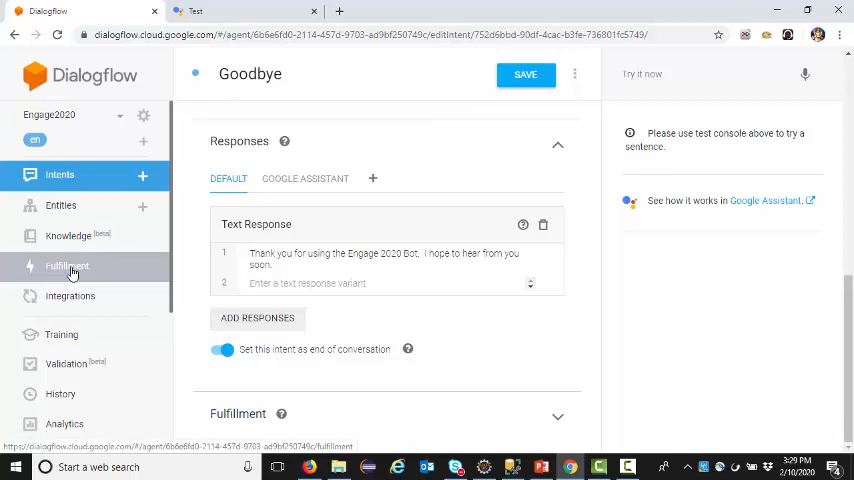 Dialogflow
Test
dialogflow.cloud.google.com/#/agent/6b6e6fd0-2114-457d-9703-ad9bf250ng/editIntent/752d6bbd-90df-4cac-b3fe-736801fc5749/
Dialogflow
Goodbye
SAVE
Try it now
Engage2020
en
Intents
Entities
Knowledge [beta]
Fulfillment
Integrations
Training
Validation [beta]
History
Analytics
Responses
DEFAULT
GOOGLE ASSISTANT
Text Response
1 Thank you for using the Engage 2020 Bot. I hope to hear from you
soon.
2 Enter a text response variant
ADD RESPONSES
Set this intent as end of conversation
Fulfillment
Please use test console above to try a
sentence.
See how it works in Google Assistant.
https://dialogflow.cloud.google.com/#/agent/6b6e6fd0-2114-457d-9703-ad9bf250c459/fulfillment
Start a web search
3:29 PM
2/10/2020
4